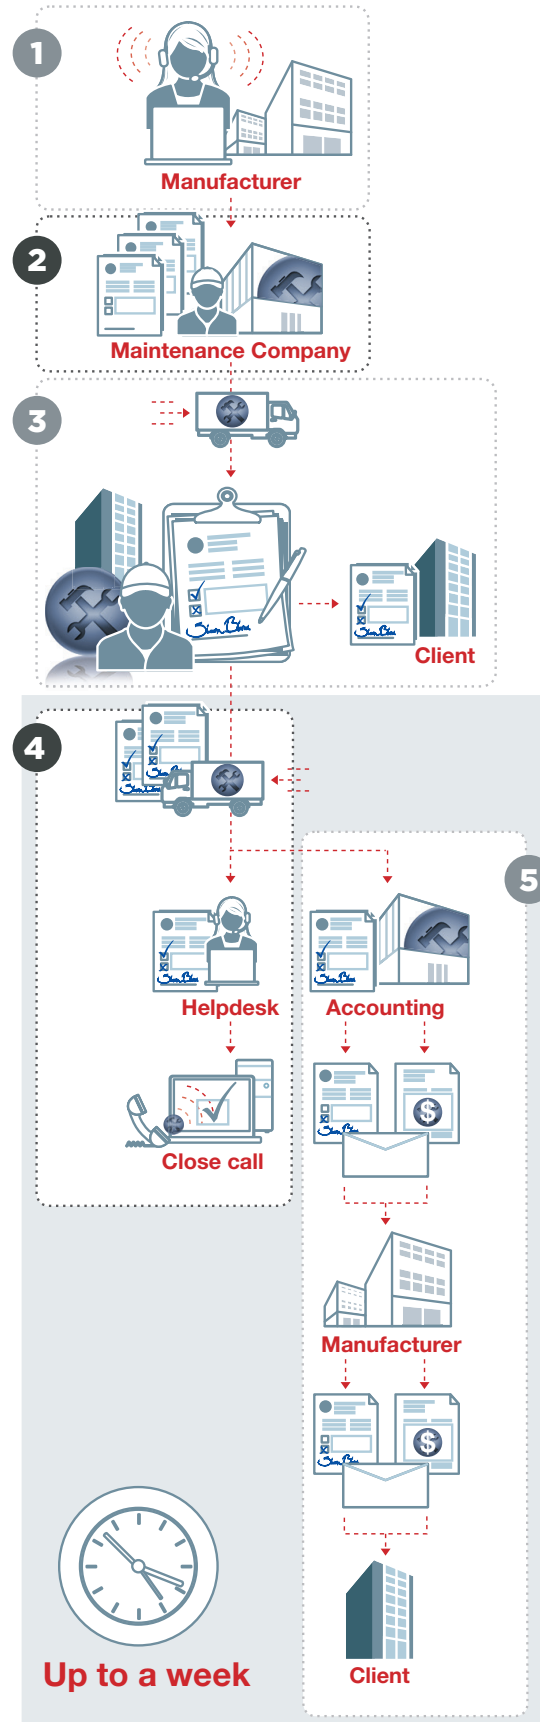 1
Manufacturer
2
Maintenance Company
3
Client
4
5
Helpdesk
Accounting
$
Close call
Manufacturer
$
Up to a week
Client